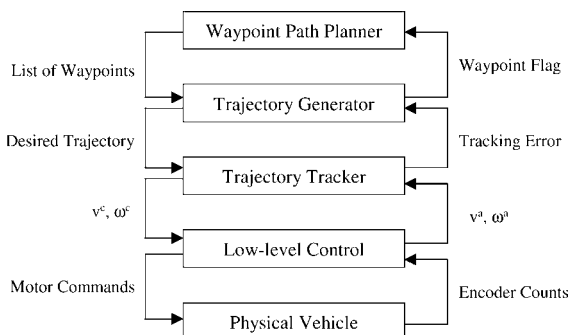 Waypoint Path Planner
List of Waypoints
Waypoint Flag
Trajectory Generator
Desired Trajectory
Tracking Error
Trajectory Tracker
vᶜ, ωᶜ
vᵃ, ωᵃ
Low-level Control
Motor Commands
Encoder Counts
Physical Vehicle